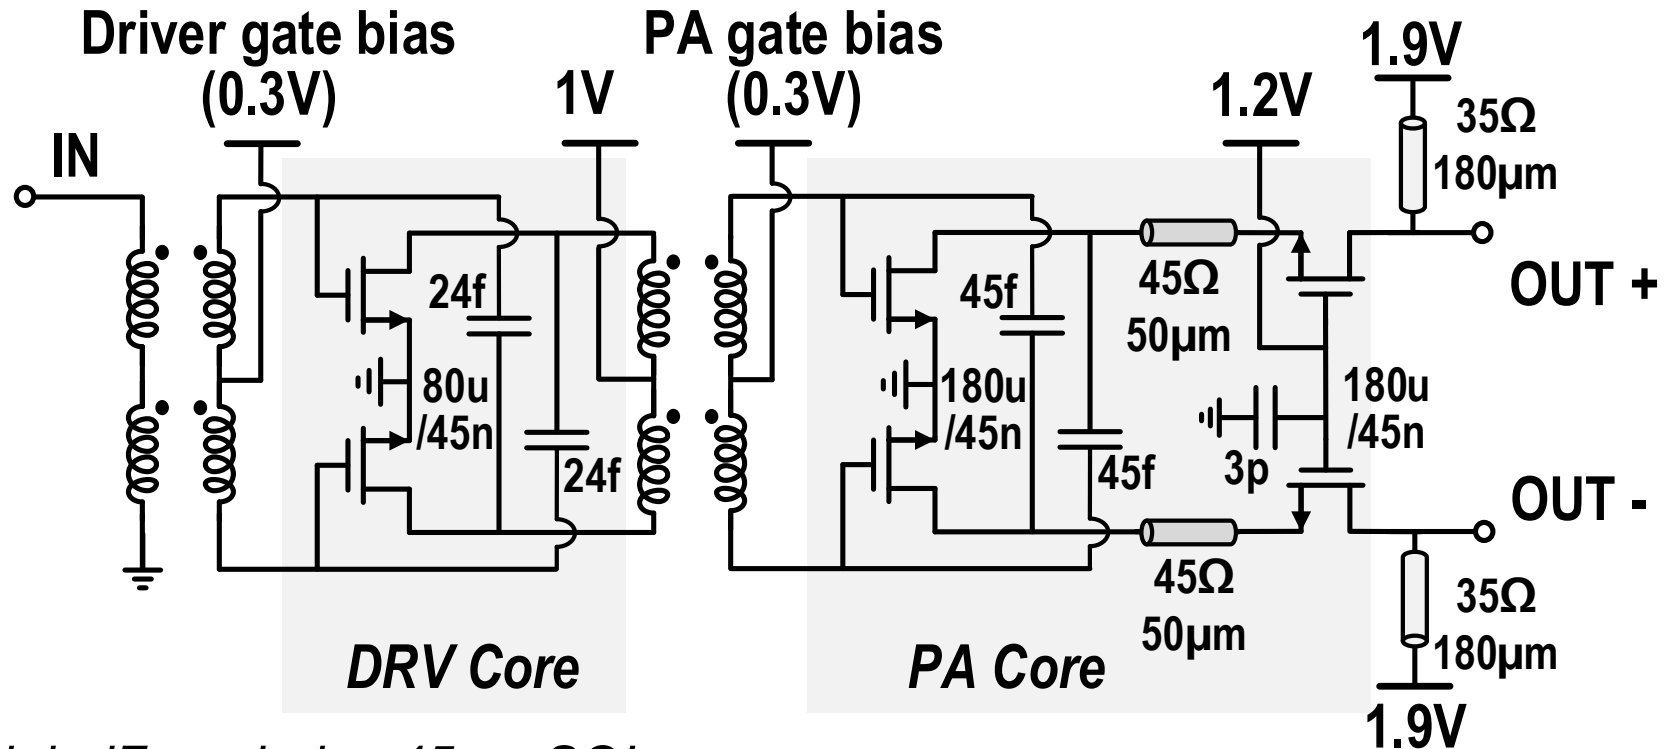 Driver gate bias
(0.3V)
PA gate bias
(0.3V)
1V
1.2V
1.9V
IN
35Ω
180µm
24f
80u
/45n
24f
45f
180u
/45n
45f
45Ω
50µm
OUT +
180u
/45n
3p
OUT -
45Ω
50µm
35Ω
180µm
DRV Core
PA Core
1.9V